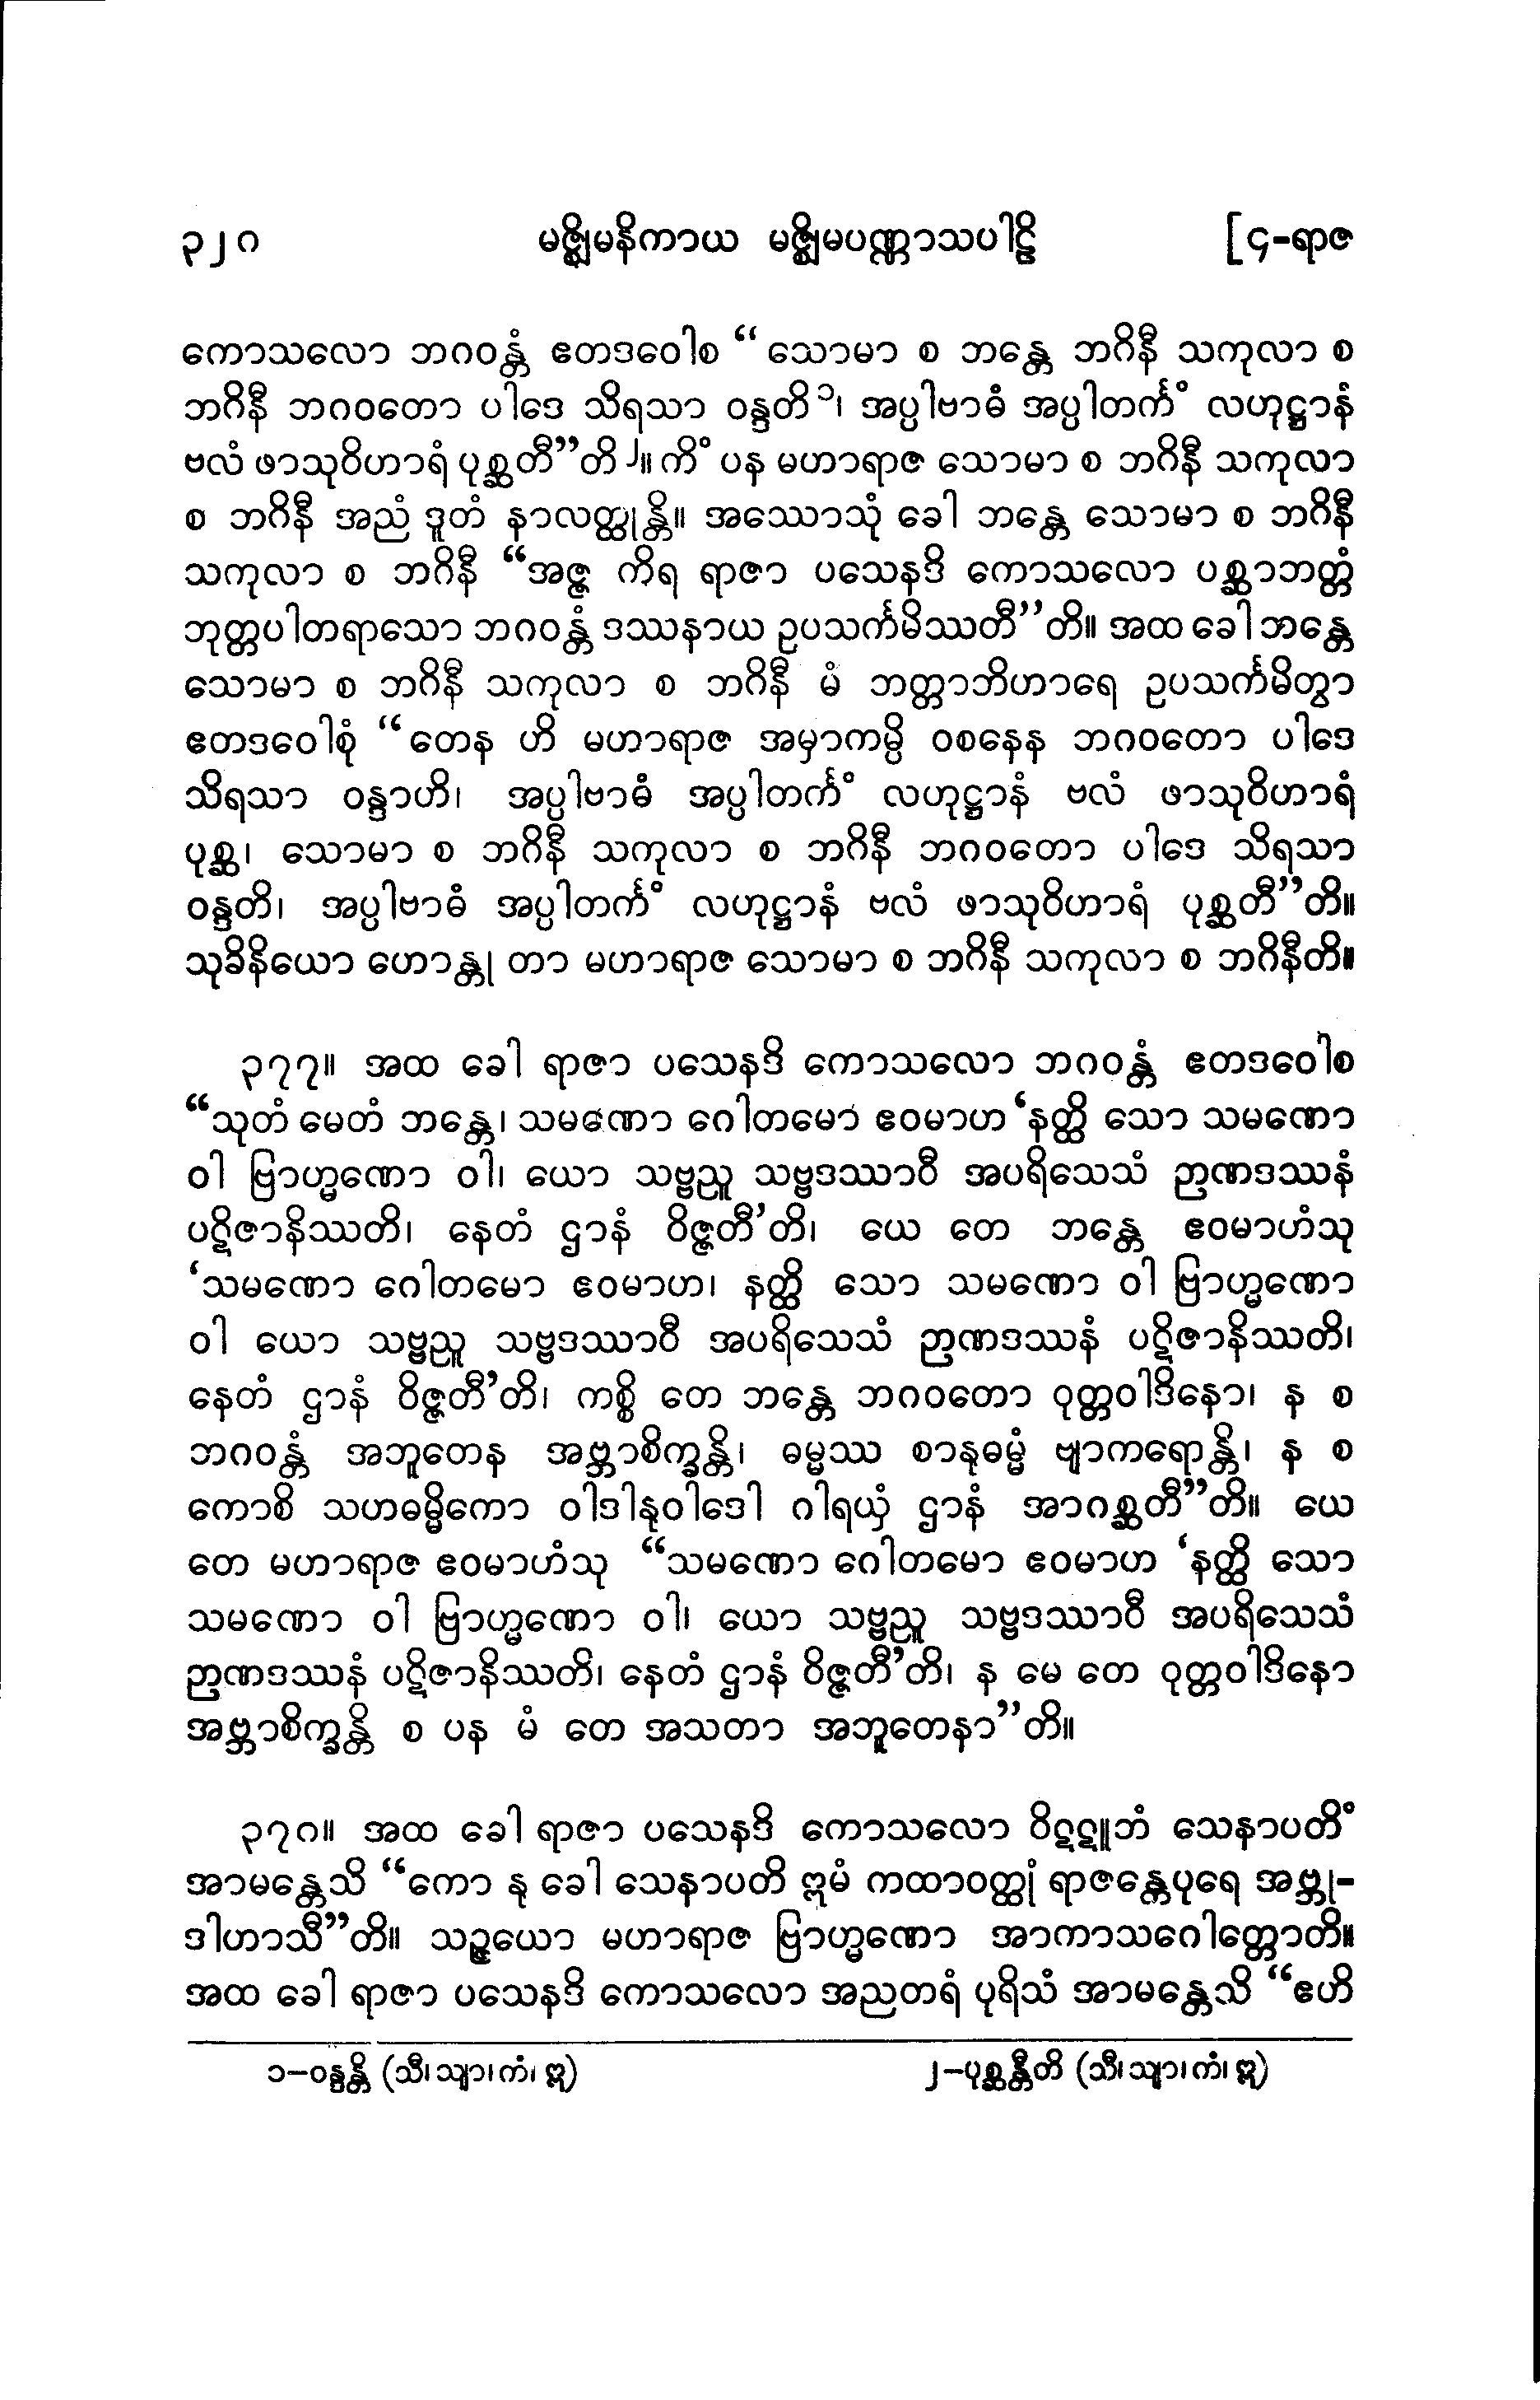 ၃၂၈ မဇ္ဈိမနိကာယ မဇ္ဈိမပဏ္ဏာသပါဠိ [၄-ရာဇ
ကောသလော ဘဂဝန္တံ ဧတဒဝေါစ “သောမာ စ ဘန္တေ ဘဂိနီ သကုလာ စ
ဘဂိနီ ဘဂဝတော ပါဒေ သိရသာ ဝန္ဒတိ၁၊ အပ္ပါဗာဓံ အပ္ပါတင်္ကံ လဟုဋ္ဌာနံ
ဗလံ ဖာသုဝိဟာရံ ပုစ္ဆတီ”တိ၂။ ကိံ ပန မဟာရာဇ သောမာ စ ဘဂိနီ သကုလာ
စ ဘဂိနီ အညံ ဒူတံ နာလတ္ထုန္တိ။ အဿောသုံ ခေါ ဘန္တေ သောမာ စ ဘဂိနီ
သကုလာ စ ဘဂိနီ “အဇ္ဇ ကိရ ရာဇာ ပသေနဒိ ကောသလော ပစ္ဆာဘတ္တံ
ဘုတ္တပါတရာသော ဘဂဝန္တံ ဒဿနာယ ဥပသင်္ကမိဿတီ”တိ။ အထ ခေါ ဘန္တေ
သောမာ စ ဘဂိနီ သကုလာ စ ဘဂိနီ မံ ဘတ္တာဘိဟာရေ ဥပသင်္ကမိတွာ
ဧတဒဝေါစုံ “တေန ဟိ မဟာရာဇ အမှာကမ္ပိ ဝစနေန ဘဂဝတော ပါဒေ
သိရသာ ဝန္ဒာဟိ၊ အပ္ပါဗာဓံ အပ္ပါတင်္ကံ လဟုဋ္ဌာနံ ဗလံ ဖာသုဝိဟာရံ
ပုစ္ဆ၊ သောမာ စ ဘဂိနီ သကုလာ စ ဘဂိနီ ဘဂဝတော ပါဒေ သိရသာ
ဝန္ဒတိ၊ အပ္ပါဗာဓံ အပ္ပါတင်္ကံ လဟုဋ္ဌာနံ ဗလံ ဖာသုဝိဟာရံ ပုစ္ဆတီ”တိ။
သုခိနိယော ဟောန္တု တာ မဟာရာဇ သောမာ စ ဘဂိနီ သကုလာ စ ဘဂိနီတိ။
၃၇၇။ အထ ခေါ ရာဇာ ပသေနဒိ ကောသလော ဘဂဝန္တံ ဧတဒဝေါစ
“သုတံ မေတံ ဘန္တေ၊ သမဏော ဂေါတမော ဧဝမာဟ ‘နတ္ထိ သော သမဏော
ဝါ ဗြာဟ္မဏော ဝါ၊ ယော သဗ္ဗညူ သဗ္ဗဒဿာဝီ အပရိသေသံ ဉာဏဒဿနံ
ပဋိဇာနိဿတိ၊ နေတံ ဌာနံ ဝိဇ္ဇတီ’တိ၊ ယေ တေ ဘန္တေ ဧဝမာဟံသု
‘သမဏော ဂေါတမော ဧဝမာဟ၊ နတ္ထိ သော သမဏော ဝါ ဗြာဟ္မဏော
ဝါ ယော သဗ္ဗညူ သဗ္ဗဒဿာဝီ အပရိသေသံ ဉာဏဒဿနံ ပဋိဇာနိဿတိ၊
နေတံ ဌာနံ ဝိဇ္ဇတီ’တိ၊ ကစ္စိ တေ ဘန္တေ ဘဂဝတော ဝုတ္တဝါဒိနော၊ န စ
ဘဂဝန္တံ အဘူတေန အဗ္ဘာစိက္ခန္တိ၊ ဓမ္မဿ စာနုဓမ္မံ ဗျာကရောန္တိ၊ န စ
ကောစိ သဟဓမ္မိကော ဝါဒါနုဝါဒေါ ဂါရယှံ ဌာနံ အာဂစ္ဆတီ”တိ။ ယေ
တေ မဟာရာဇ ဧဝမာဟံသု “သမဏော ဂေါတမော ဧဝမာဟ ‘နတ္ထိ သော
သမဏော ဝါ ဗြာဟ္မဏော ဝါ၊ ယော သဗ္ဗညူ သဗ္ဗဒဿာဝီ အပရိသေသံ
ဉာဏဒဿနံ ပဋိဇာနိဿတိ၊ နေတံ ဌာနံ ဝိဇ္ဇတီ’တိ၊ န မေ တေ ဝုတ္တဝါဒိနော
အဗ္ဘာစိက္ခန္တိ စ ပန မံ တေ အသတာ အဘူတေနာ”တိ။
၃၇၈။ အထ ခေါ ရာဇာ ပသေနဒိ ကောသလော ဝိဋဋူဘံ သေနာပတိံ
အာမန္တေသိ “ကော နု ခေါ သေနာပတိ ဣမံ ကထာဝတ္ထုံ ရာဇန္တေပုရေ အဗ္ဘု-
ဒါဟာသီ”တိ။ သဉ္ဇယော မဟာရာဇ ဗြာဟ္မဏော အာကာသဂေါတ္တောတိ။
အထ ခေါ ရာဇာ ပသေနဒိ ကောသလော အညတရံ ပုရိသံ အာမန္တေသိ “ဧဟိ
၁-ဝန္ဒန္တိ (သီ၊ သျာ၊ ကံ၊ ဣ) ၂-ပုစ္ဆန္တီတိ (သီ၊ သျာ၊ ကံ၊ ဣ)